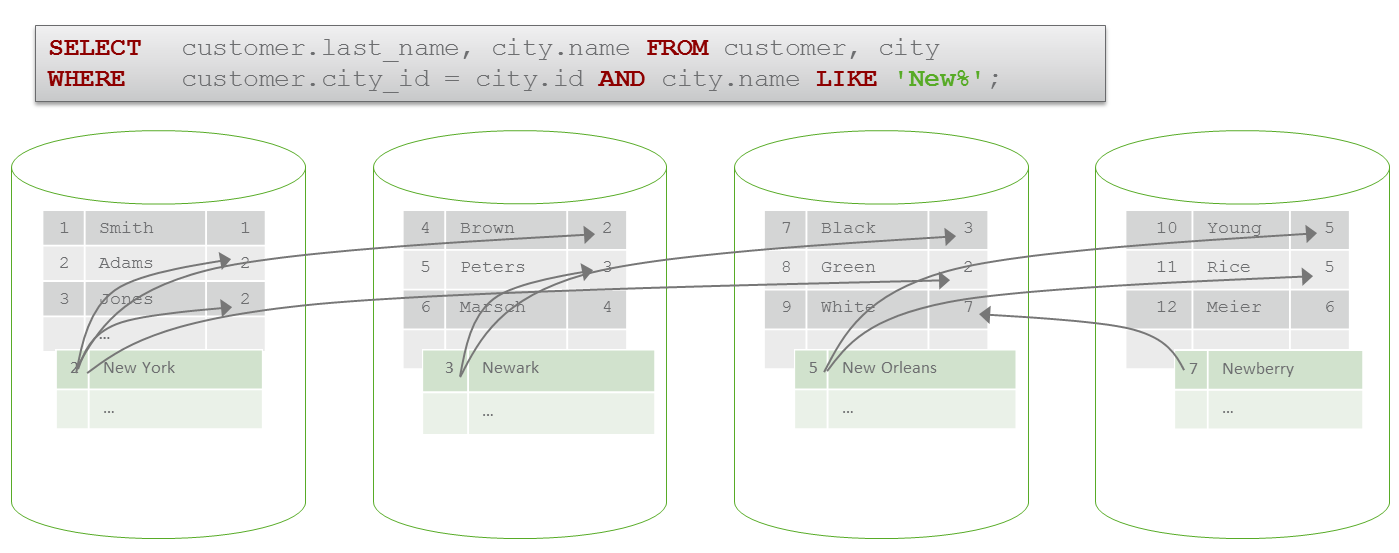 SELECT customer.last_name, city.name FROM customer, city
WHERE customer.city_id = city.id AND city.name LIKE 'New%';
1 Smith 1
2 Adams 2
3 Jones 2
…
2 New York
…
4 Brown 2
5 Peters 3
6 Marsch 4
3 Newark
…
7 Black 3
8 Green 2
9 White 7
5 New Orleans
…
10 Young 5
11 Rice 5
12 Meier 6
7 Newberry
…